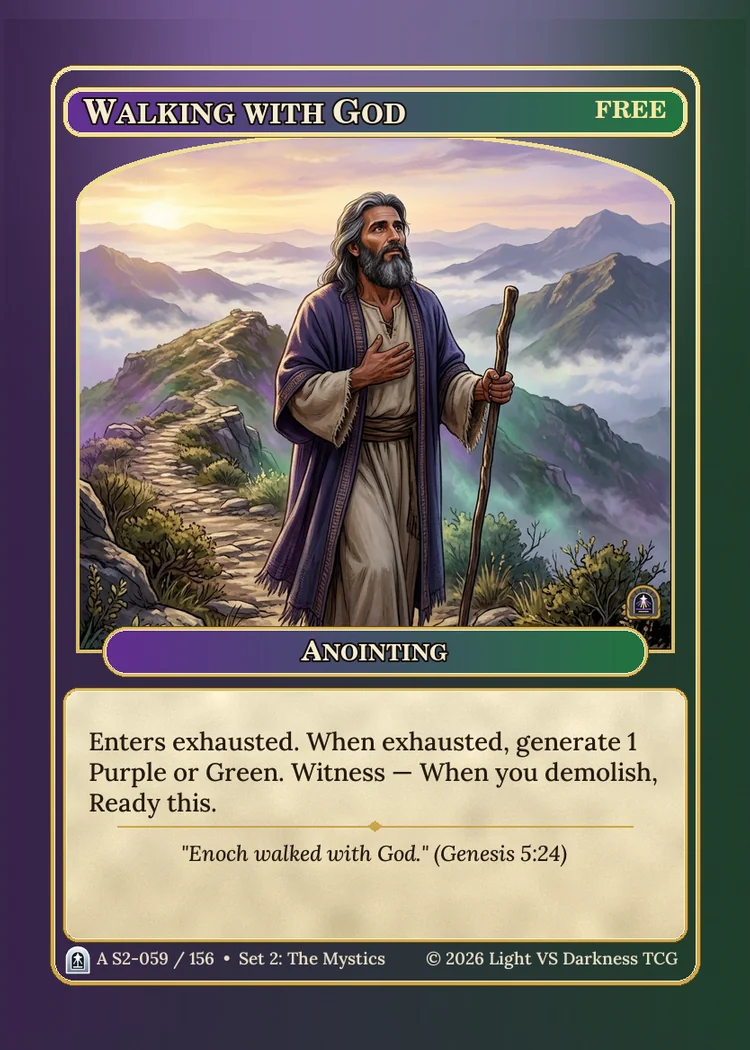 Walking with God
FREE
Anointing
Enters exhausted. When exhausted, generate 1
Purple or Green. Witness — When you demolish,
Ready this.
"Enoch walked with God." (Genesis 5:24)
A S2-059 / 156 • Set 2: The Mystics
© 2026 Light VS Darkness TCG